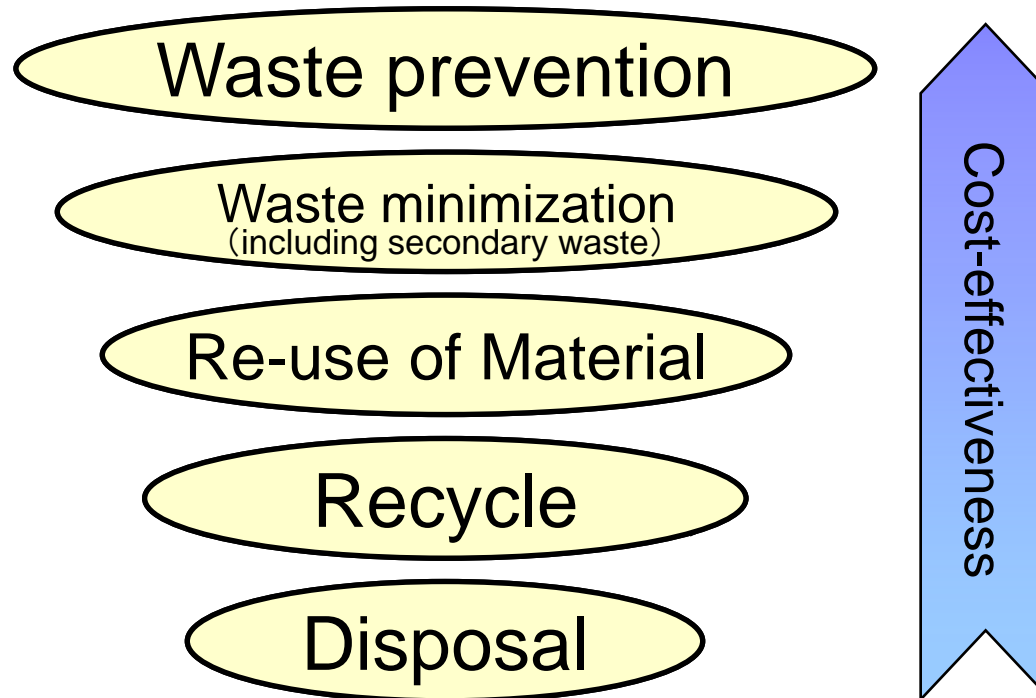 Waste prevention
Waste minimization
（including secondary waste）
Re-use of Material
Recycle
Disposal
Cost-effectiveness